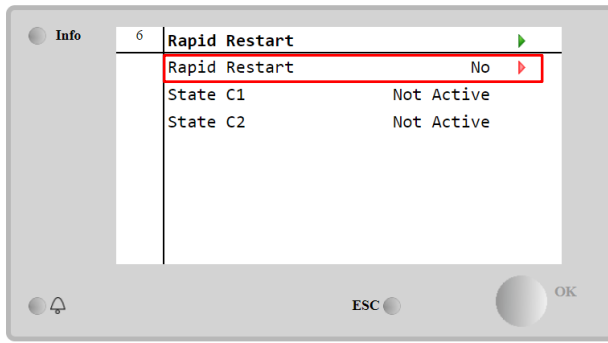 Info
6 Rapid Restart
Rapid Restart No
State C1 Not Active
State C2 Not Active
ESC
OK